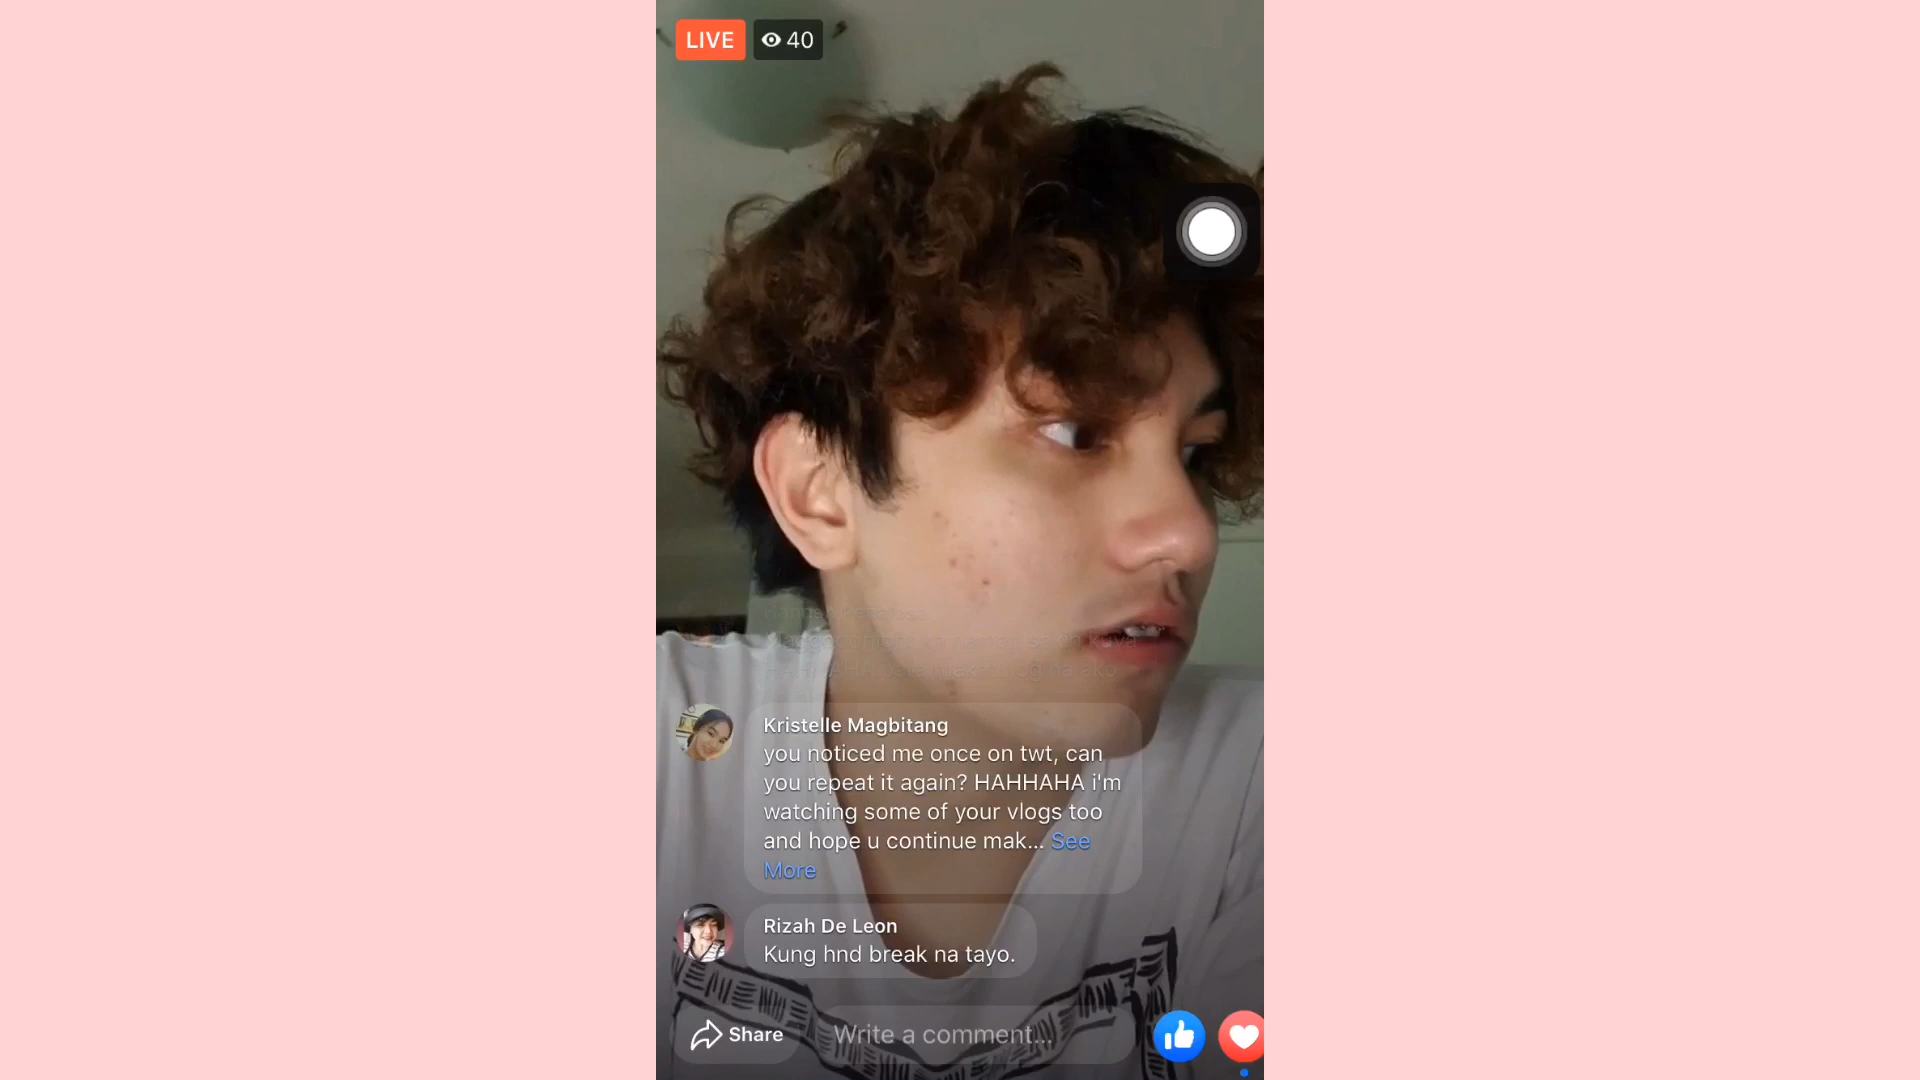 LIVE 40
Kristelle Magbitang
you noticed me once on twt, can
you repeat it again? HAHHAHA i'm
watching some of your vlogs too
and hope u continue mak... See
More
Rizah De Leon
Kung hnd break na tayo.
Share
Write a comment...